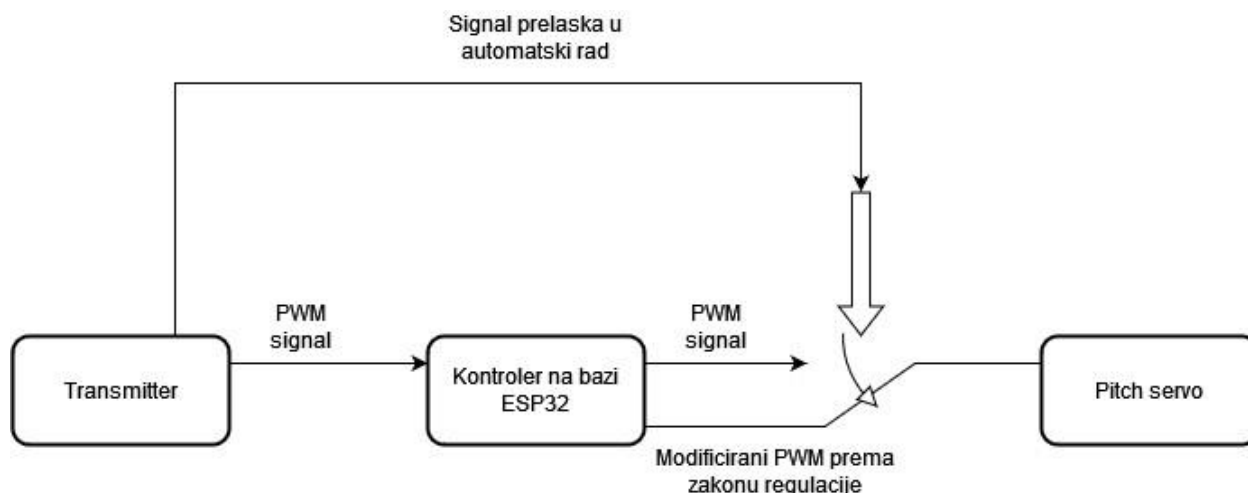 Signal prelaska u
automatski rad
PWM
signal
PWM
signal
Transmitter
Kontroler na bazi
ESP32
Pitch servo
Modificirani PWM prema
zakonu regulacije